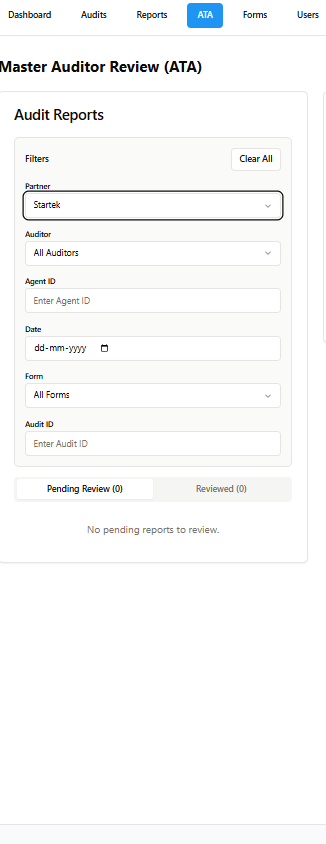 Dashboard Audits Reports ATA Forms Users
Master Auditor Review (ATA)
Audit Reports
Filters Clear All
Partner
Startek
Auditor
All Auditors
Agent ID
Enter Agent ID
Date
dd-mm-yyyy
Form
All Forms
Audit ID
Enter Audit ID
Pending Review (0) Reviewed (0)
No pending reports to review.